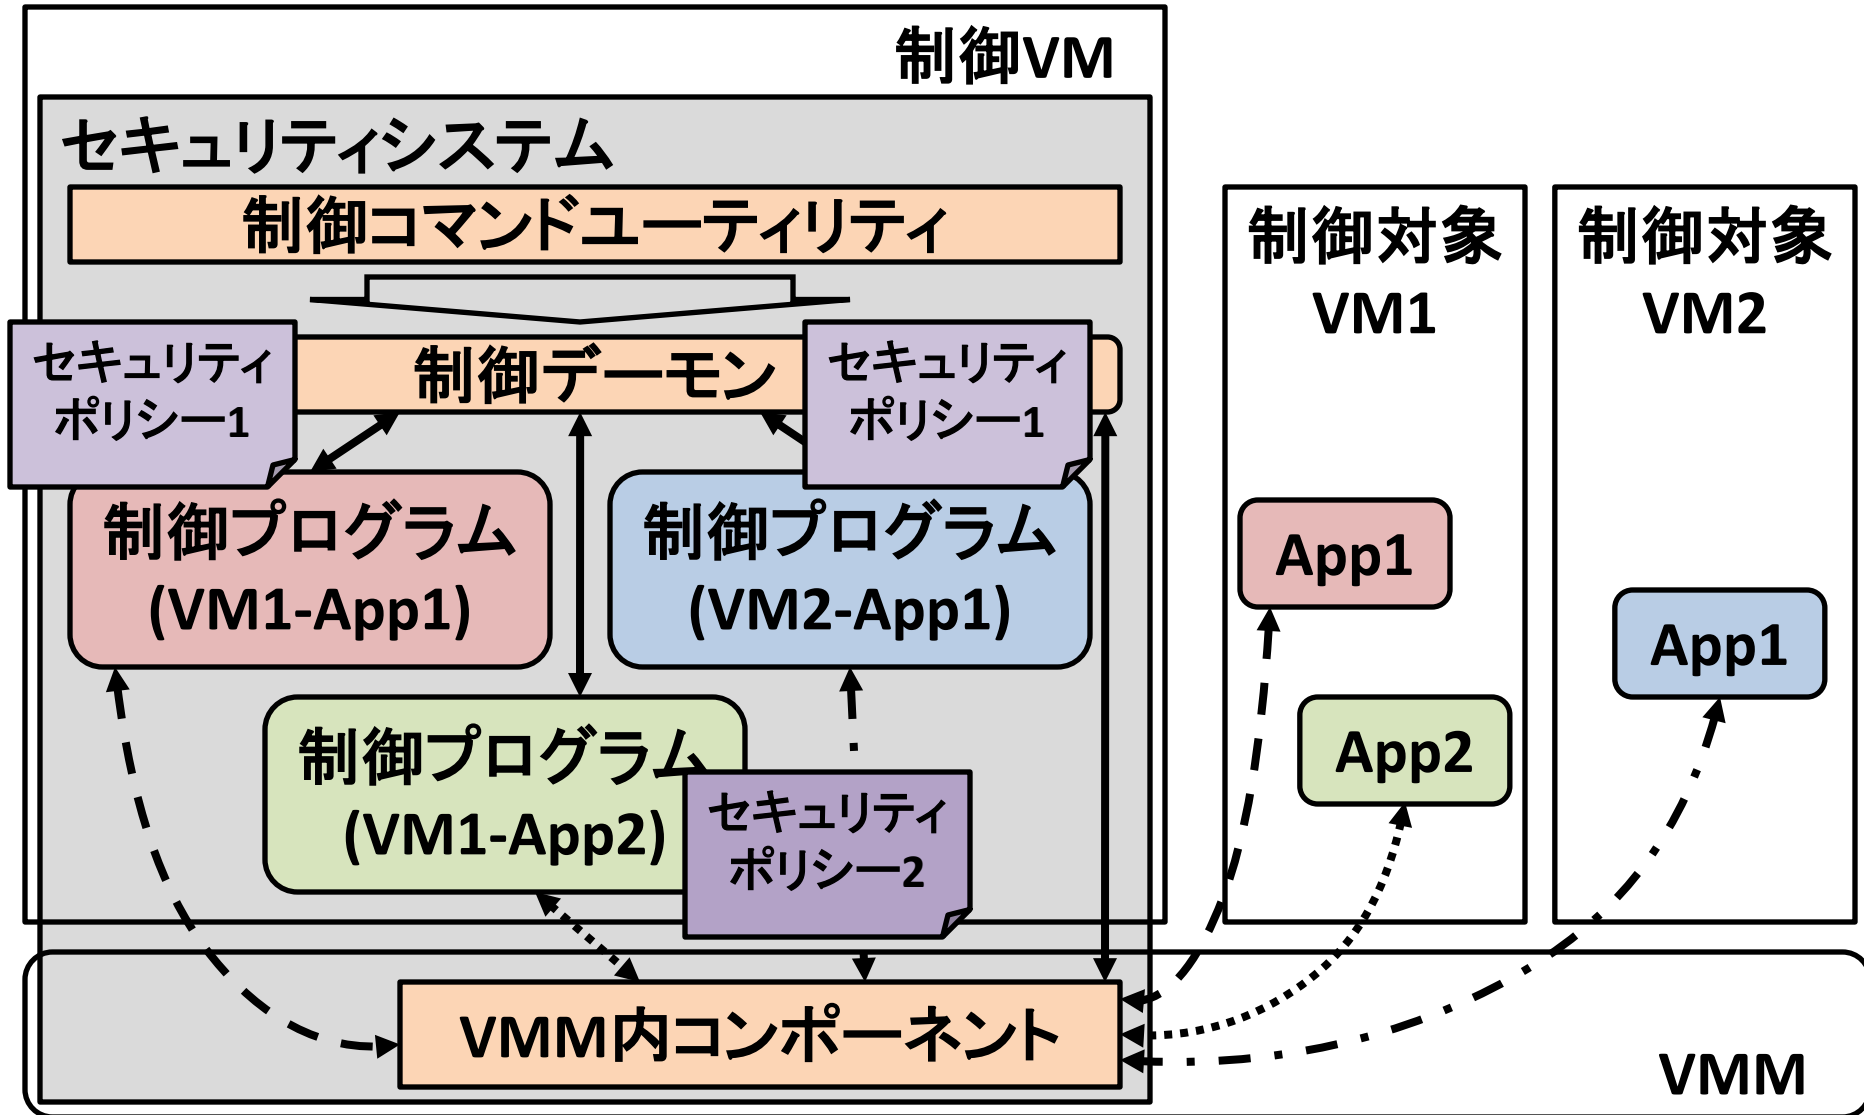 制御VM
セキュリティシステム
制御コマンドユーティリティ
制御対象
VM1
制御対象
VM2
セキュリティ
ポリシー1
制御デーモン
セキュリティ
ポリシー1
制御プログラム
(VM1-App1)
制御プログラム
(VM2-App1)
App1
App1
制御プログラム
(VM1-App2)
App2
セキュリティ
ポリシー2
VMM内コンポーネント
VMM